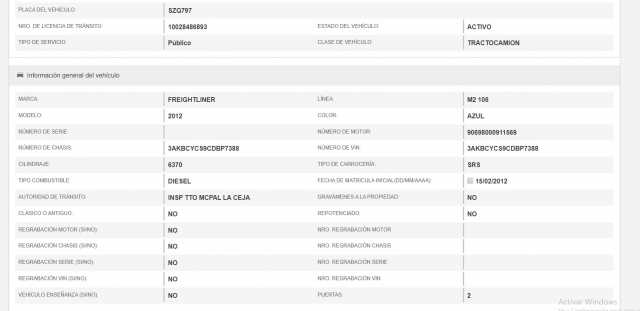 PLACA DEL VEHÍCULO: SZQ797
NRO. DE LICENCIA DE TRÁNSITO: 10028486893 ESTADO DEL VEHÍCULO: ACTIVO
TIPO DE SERVICIO: Público CLASE DE VEHÍCULO: TRACTOCAMION
Información general del vehículo
MARCA: FREIGHTLINER LÍNEA: M2 106
MODELO: 2012 COLOR: AZUL
NÚMERO DE SERIE: NÚMERO DE MOTOR: 90698000911569
NÚMERO DE CHASIS: 3AKBCYCS9CDBP7388 NÚMERO DE VIN: 3AKBCYCS9CDBP7388
CILINDRAJE: 6370 TIPO DE CARROCERÍA: SRS
TIPO COMBUSTIBLE: DIESEL FECHA DE MATRICULA INICIAL(DD/MM/AAAA): 15/02/2012
AUTORIDAD DE TRÁNSITO: INSP TTO MCPAL LA CEJA GRAVÁMENES A LA PROPIEDAD: NO
CLÁSICO O ANTIGUO: NO REPOTENCIADO: NO
REGRABACIÓN MOTOR (SI/NO): NO NRO. REGRABACIÓN MOTOR
REGRABACIÓN CHASIS (SI/NO): NO NRO. REGRABACIÓN CHASIS
REGRABACIÓN SERIE (SI/NO): NO NRO. REGRABACIÓN SERIE
REGRABACIÓN VIN (SI/NO): NO NRO. REGRABACIÓN VIN
VEHÍCULO ENSEÑANZA (SI/NO): NO PUERTAS: 2
Activar Windows